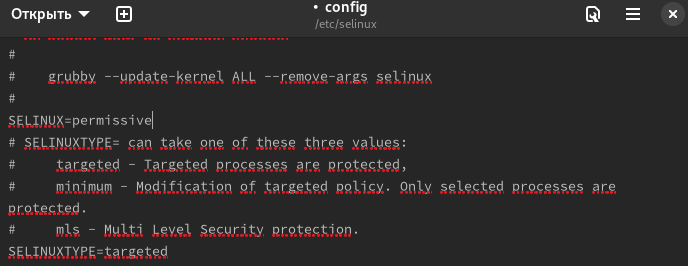 Открыть
• config
/etc/selinux
#
# grubby --update-kernel ALL --remove-args selinux
#
SELINUX=permissive
# SELINUXTYPE= can take one of these three values:
# targeted - Targeted processes are protected,
# minimum - Modification of targeted policy. Only selected processes are
protected.
# mls - Multi Level Security protection.
SELINUXTYPE=targeted